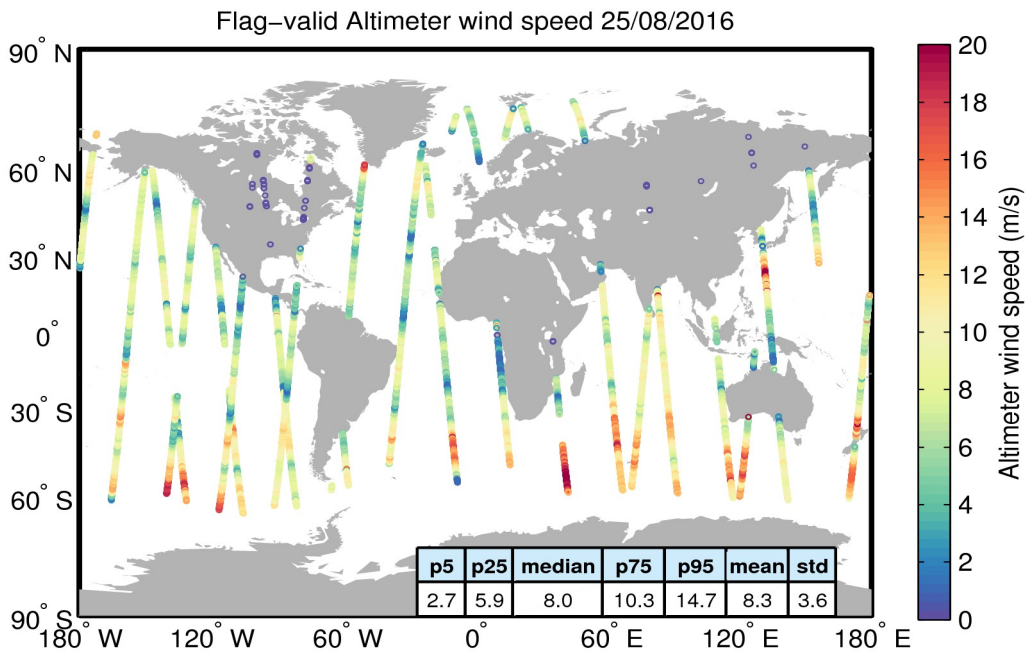 Flag−valid Altimeter wind speed 25/08/2016
90° N
60° N
30° N
0°
30° S
60° S
90° S
180° W
120° W
60° W
0°
60° E
120° E
180° E
p5 p25 median p75 p95 mean std
2.7 5.9 8.0 10.3 14.7 8.3 3.6
20
18
16
14
12
10
8
6
4
2
0
Altimeter wind speed (m/s)